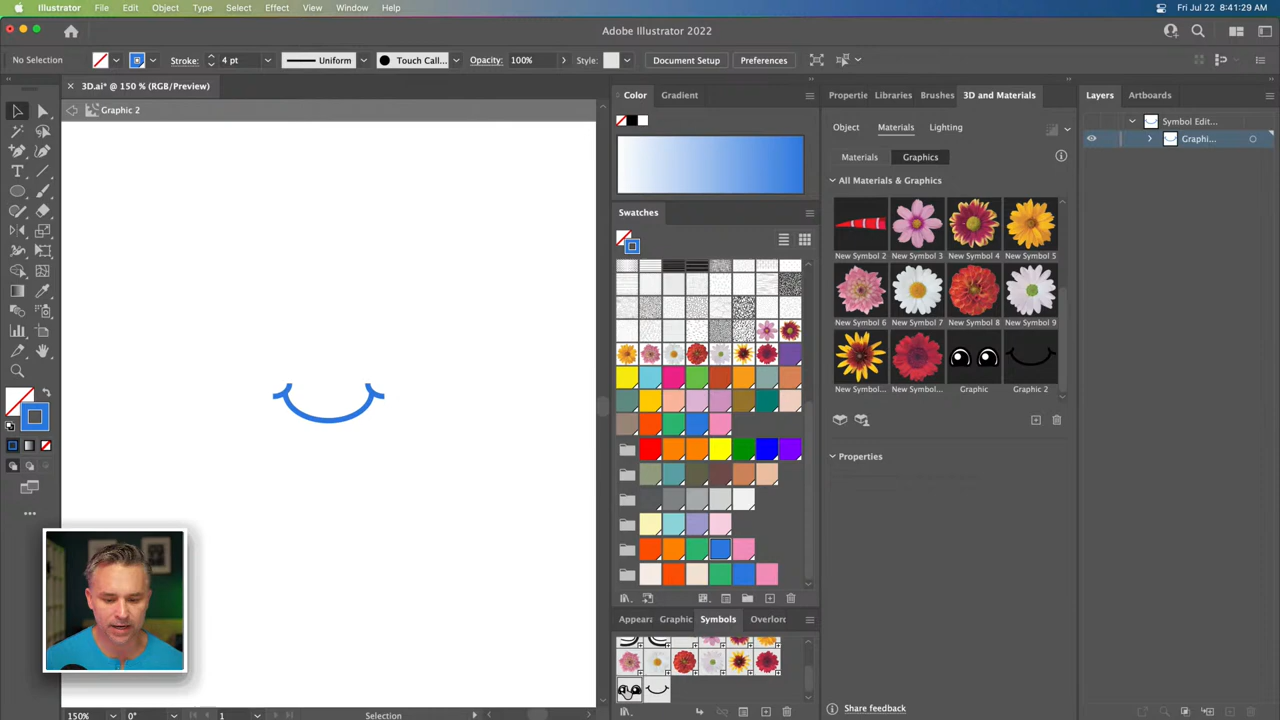 Illustrator File Edit Object Type Select Effect View Window Help Fri Jul 22 8:41:29 AM
Adobe Illustrator 2022
No Selection Stroke: 4 pt Uniform Touch Call... Opacity: 100% Style: Document Setup Preferences
× 3D.ai* @ 150 % (RGB/Preview)
Graphic 2
Color Gradient
Swatches
Appeara Graphic Symbols Overlor
Propertie Libraries Brushes 3D and Materials
Object Materials Lighting
Materials Graphics
All Materials & Graphics
New Symbol 2 New Symbol 3 New Symbol 4 New Symbol 5
New Symbol 6 New Symbol 7 New Symbol 8 New Symbol 9
New Symbol... New Symbol... Graphic Graphic 2
Properties
Share feedback
Layers Artboards
Symbol Edit...
Graphi...
150% 0° 1 Selection